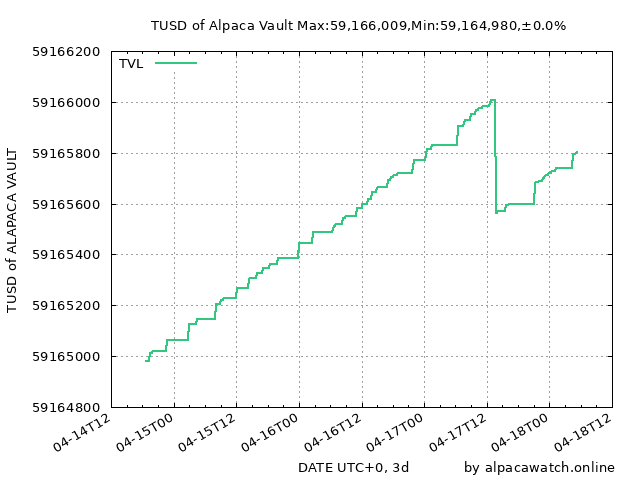 TUSD of Alpaca Vault Max:59,166,009,Min:59,164,980,±0.0%
TVL
TUSD of ALAPACA VAULT
59166200
59166000
59165800
59165600
59165400
59165200
59165000
59164800
04-14T12
04-15T00
04-15T12
04-16T00
04-16T12
04-17T00
04-17T12
04-18T00
04-18T12
DATE UTC+0, 3d
by alpacawatch.online